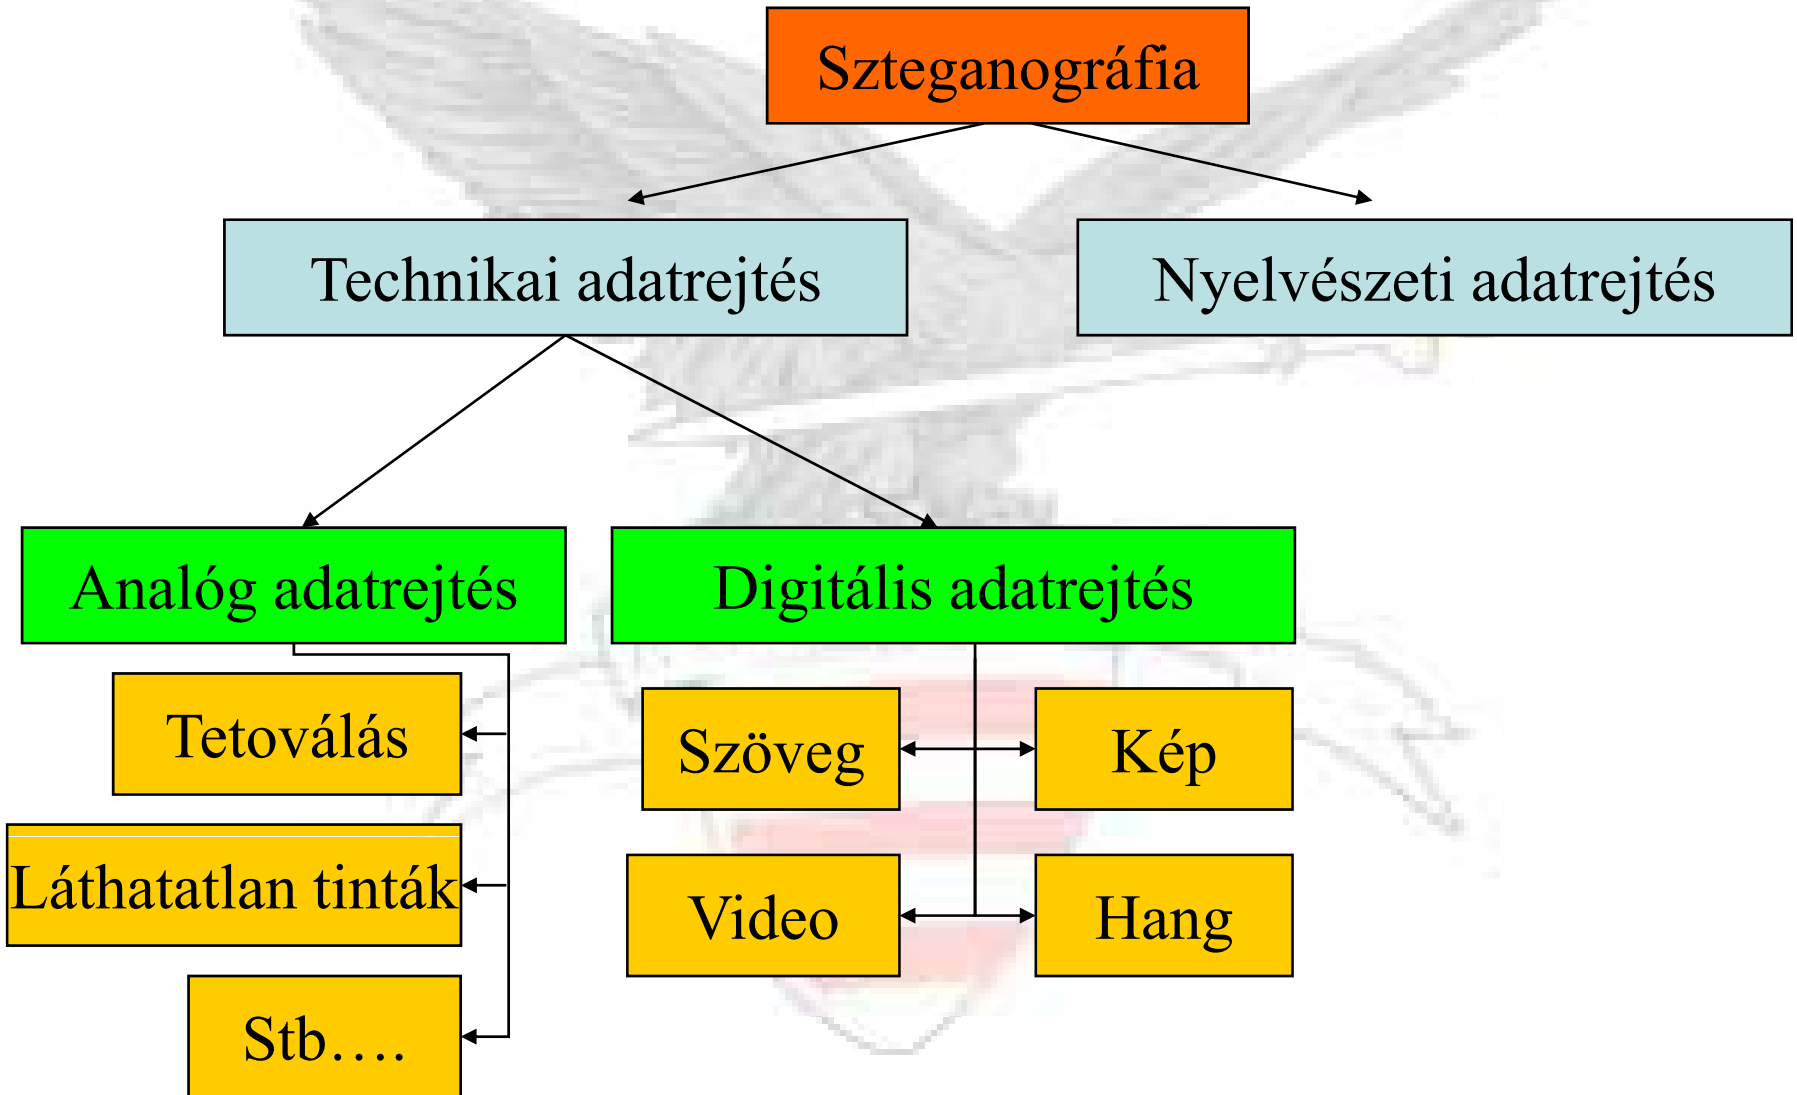 Szteganográfia
Technikai adatrejtés
Nyelvészeti adatrejtés
Analóg adatrejtés
Digitális adatrejtés
Tetoválás
Láthatatlan tinták
Stb….
Szöveg
Kép
Video
Hang